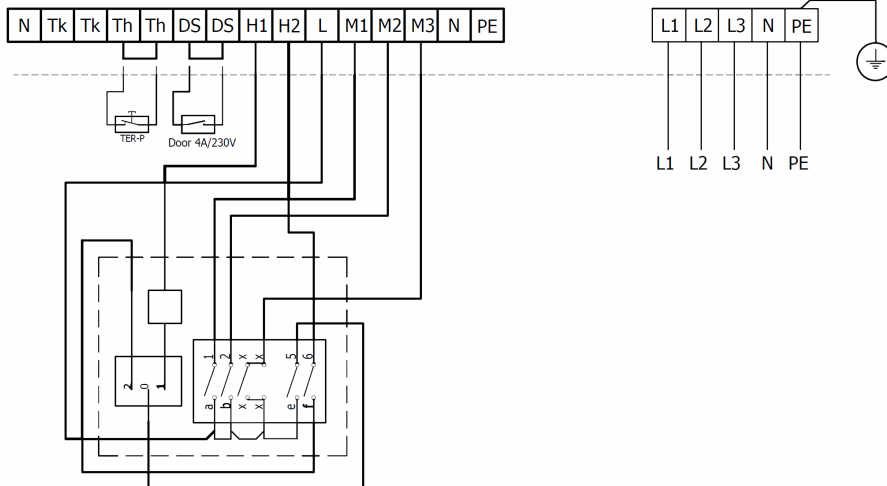 N Tk Tk Th Th DS DS H1 H2 L M1 M2 M3 N PE
L1 L2 L3 N PE
TER-P
Door 4A/230V
L1 L2 L3 N PE
1 2 x x 5 6
2 0 1
a b x x e f